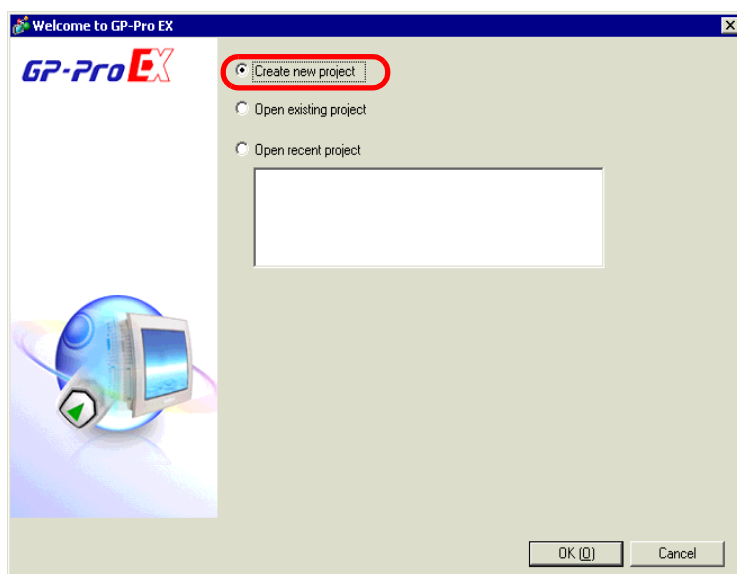 Welcome to GP-Pro EX
GP-Pro EX
Create new project
Open existing project
Open recent project
OK (O)
Cancel